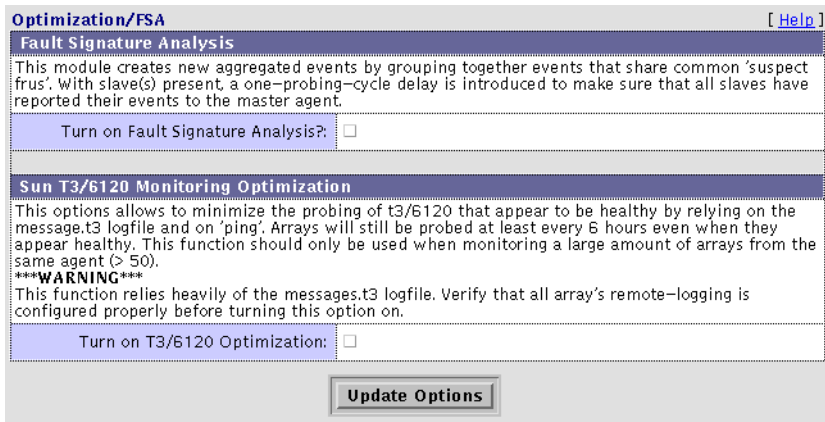 Optimization/FSA [ Help ]
Fault Signature Analysis
This module creates new aggregated events by grouping together events that share common 'suspect
frus'. With slave(s) present, a one-probing-cycle delay is introduced to make sure that all slaves have
reported their events to the master agent.
Turn on Fault Signature Analysis?:
Sun T3/6120 Monitoring Optimization
This options allows to minimize the probing of t3/6120 that appear to be healthy by relying on the
message.t3 logfile and on 'ping'. Arrays will still be probed at least every 6 hours even when they
appear healthy. This function should only be used when monitoring a large amount of arrays from the
same agent (> 50).
***WARNING***
This function relies heavily of the messages.t3 logfile. Verify that all array's remote-logging is
configured properly before turning this option on.
Turn on T3/6120 Optimization:
Update Options